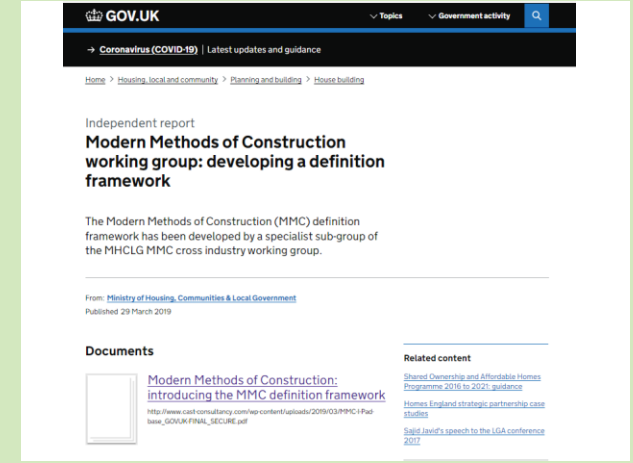 GOV.UK
Topics
Government activity
→ Coronavirus (COVID-19) | Latest updates and guidance
Home > Housing, local and community > Planning and building > House building
Independent report
Modern Methods of Construction
working group: developing a definition
framework
The Modern Methods of Construction (MMC) definition
framework has been developed by a specialist sub-group of
the MHCLG MMC cross industry working group.
From: Ministry of Housing, Communities & Local Government
Published 29 March 2019
Documents
Modern Methods of Construction:
introducing the MMC definition framework
http://www.cast-consultancy.com/wp-content/uploads/2019/03/MMC-I-Pad-
base_GOVUK-FINAL_SECURE.pdf
Related content
Shared Ownership and Affordable Homes
Programme 2016 to 2021: guidance
Homes England strategic partnership case
studies
Sajid Javid's speech to the LGA conference
2017